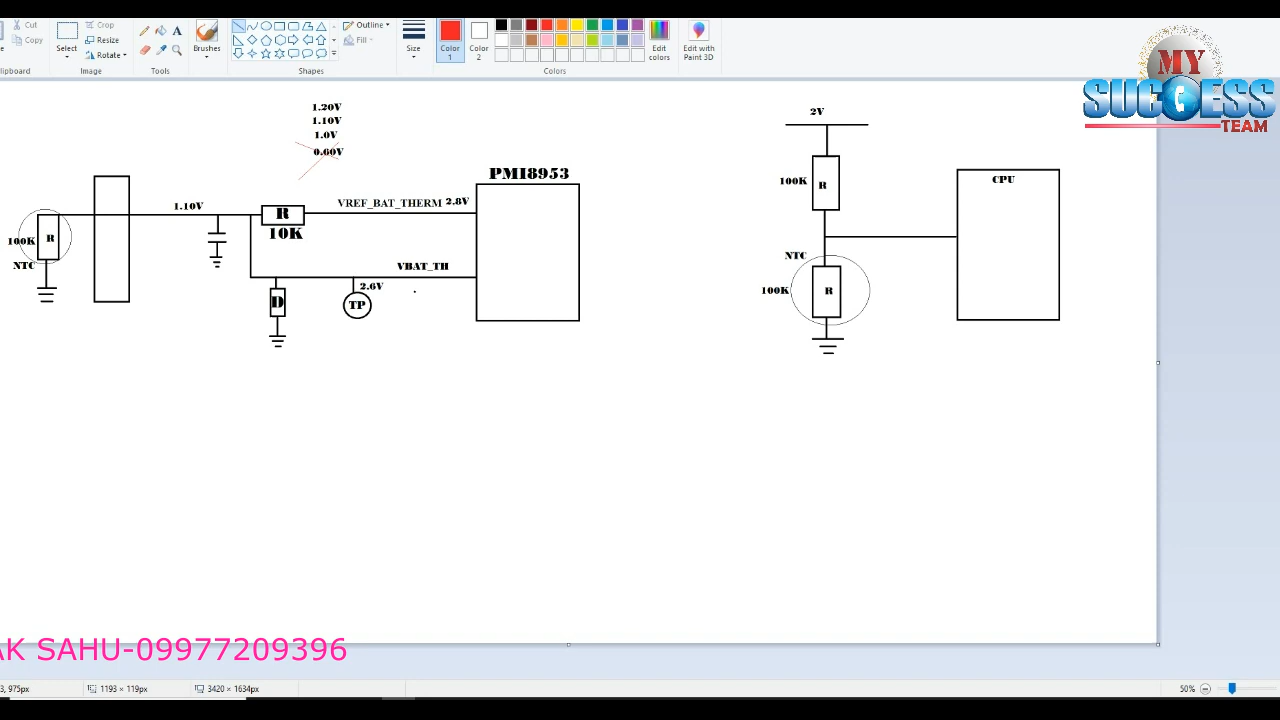 Cut
Copy
Clipboard
Select
Crop
Resize
Rotate
Image
A
Tools
Brushes
Shapes
Outline
Fill
Size
Color
1
Color
2
Edit
colors
Edit with
Paint 3D
Colors
MY
SUCCESS
TEAM
1.20V
1.10V
1.0V
0.60V
1.10V
R
10K
VREF_BAT_THERM 2.8V
PMI8953
100K
R
NTC
VBAT_TH
2.6V
D
TP
2V
100K
R
NTC
100K
R
CPU
AK SAHU-09977209396
3, 975px
1193 × 119px
3420 × 1634px
50%